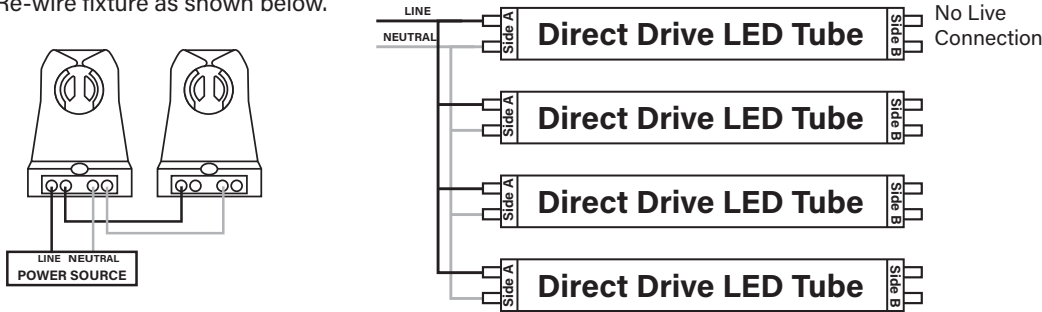 Re-wire fixture as shown below.
LINE NEUTRAL
POWER SOURCE
LINE
NEUTRAL
Side A Direct Drive LED Tube Side B
No Live
Connection
Side A Direct Drive LED Tube Side B
Side A Direct Drive LED Tube Side B
Side A Direct Drive LED Tube Side B